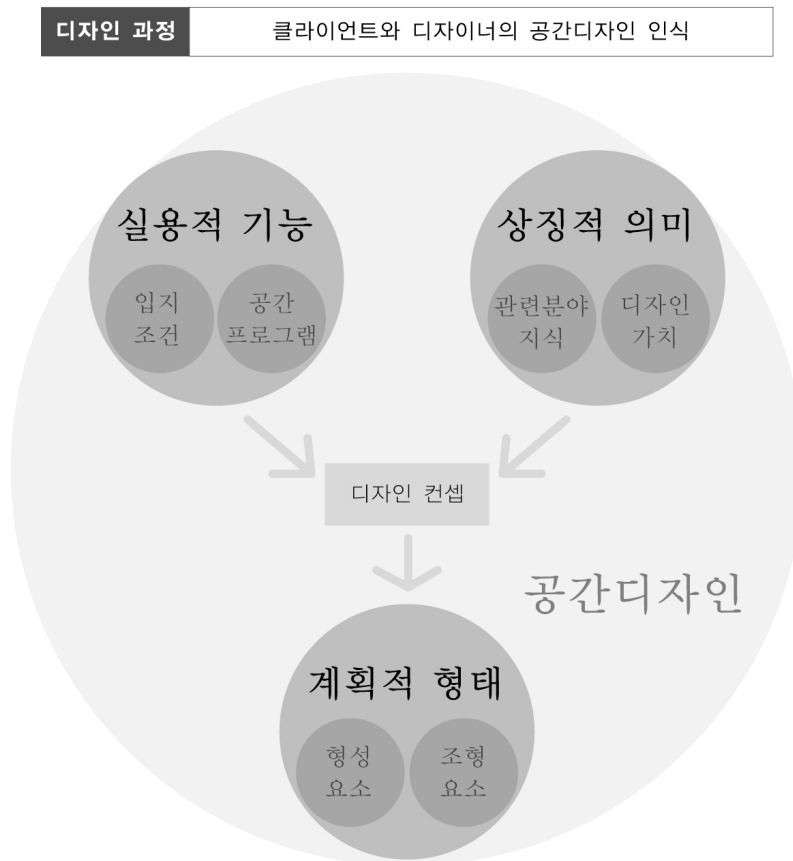 디자인 과정
클라이언트와 디자이너의 공간디자인 인식
실용적 기능
입지
조건
공간
프로그램
상징적 의미
관련분야
지식
디자인
가치
디자인 컨셉
공간디자인
계획적 형태
형성
요소
조형
요소